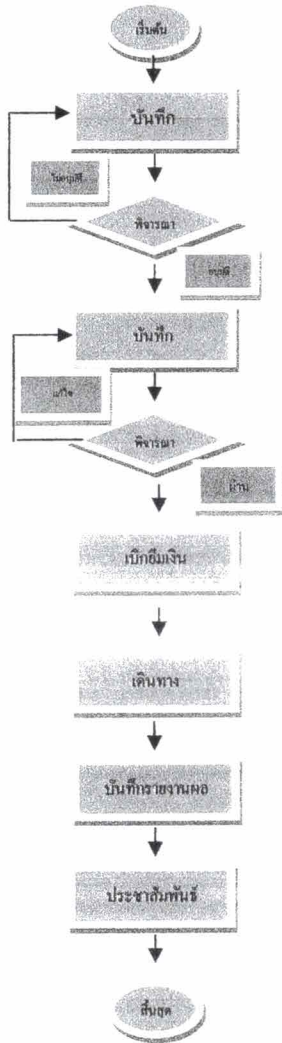 เริ่มต้น
บันทึก
ไม่อนุมัติ
พิจารณา
อนุมัติ
บันทึก
แก้ไข
พิจารณา
ผ่าน
เบิกยืมเงิน
เดินทาง
บันทึกรายงานผล
ประชาสัมพันธ์
สิ้นสุด